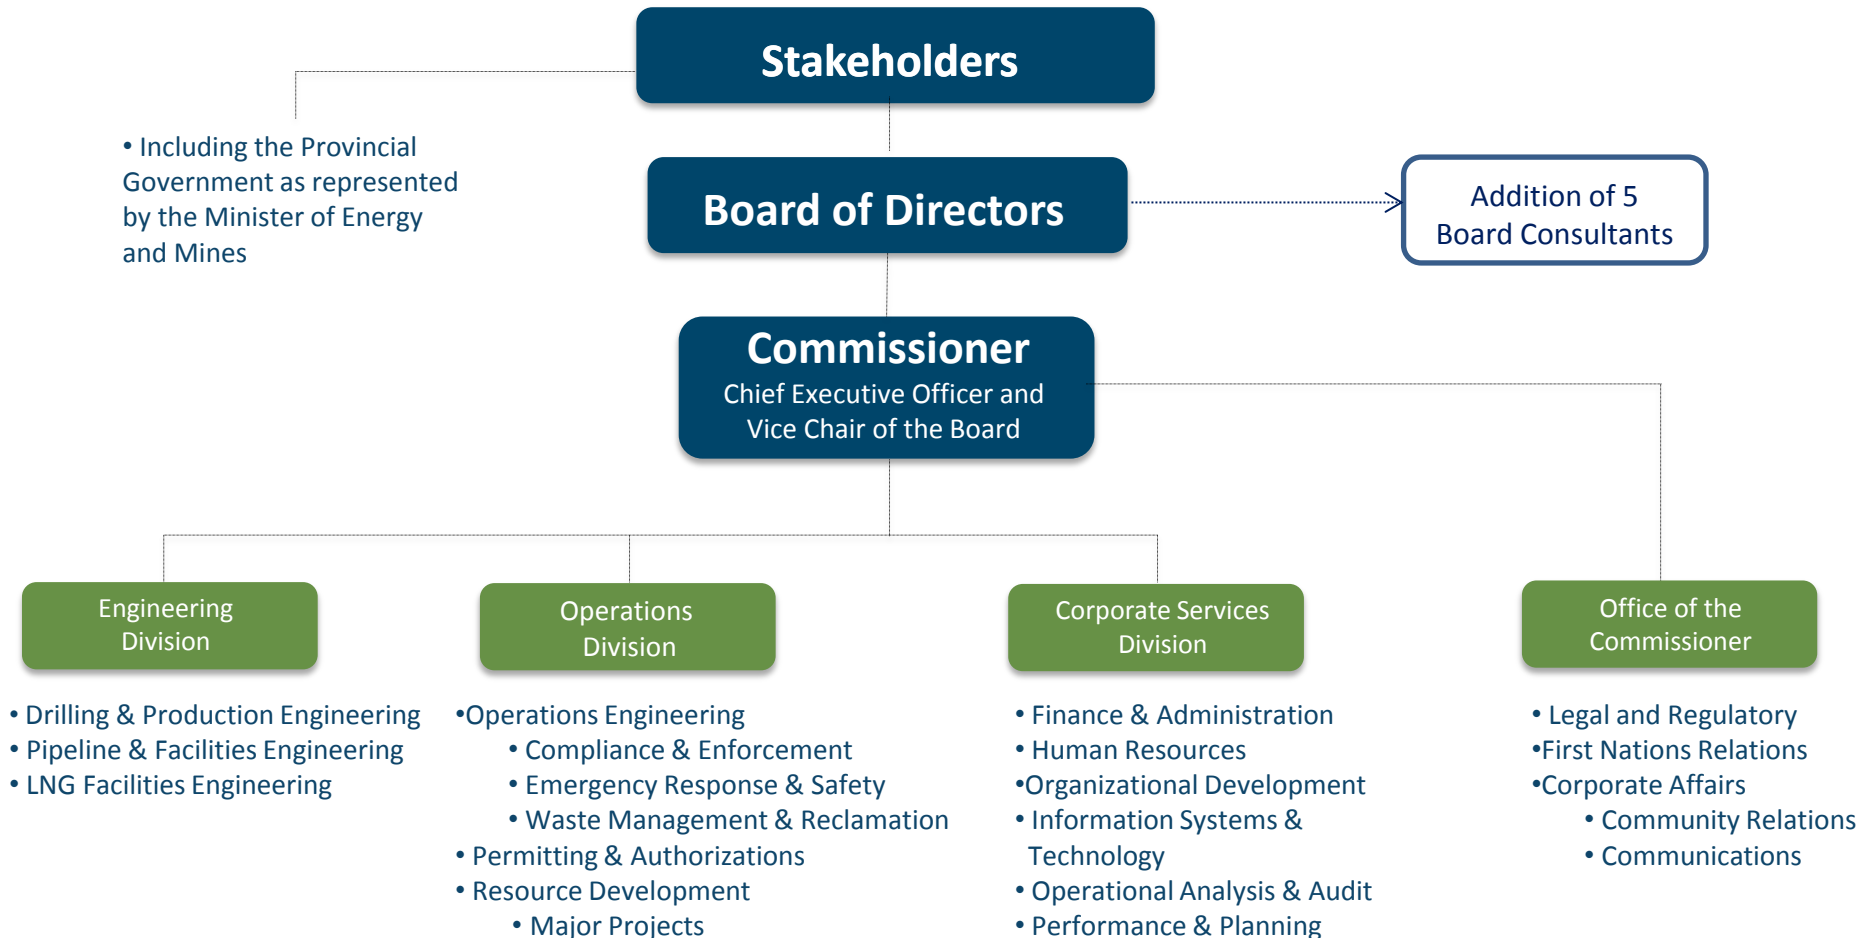 Stakeholders
• Including the Provincial
Government as represented
by the Minister of Energy
and Mines
Board of Directors
Addition of 5
Board Consultants
Commissioner
Chief Executive Officer and
Vice Chair of the Board
Engineering
Division
• Drilling & Production Engineering
• Pipeline & Facilities Engineering
• LNG Facilities Engineering
Operations
Division
•Operations Engineering
• Compliance & Enforcement
• Emergency Response & Safety
• Waste Management & Reclamation
• Permitting & Authorizations
• Resource Development
• Major Projects
Corporate Services
Division
• Finance & Administration
• Human Resources
•Organizational Development
• Information Systems &
Technology
• Operational Analysis & Audit
• Performance & Planning
Office of the
Commissioner
• Legal and Regulatory
•First Nations Relations
•Corporate Affairs
• Community Relations
• Communications